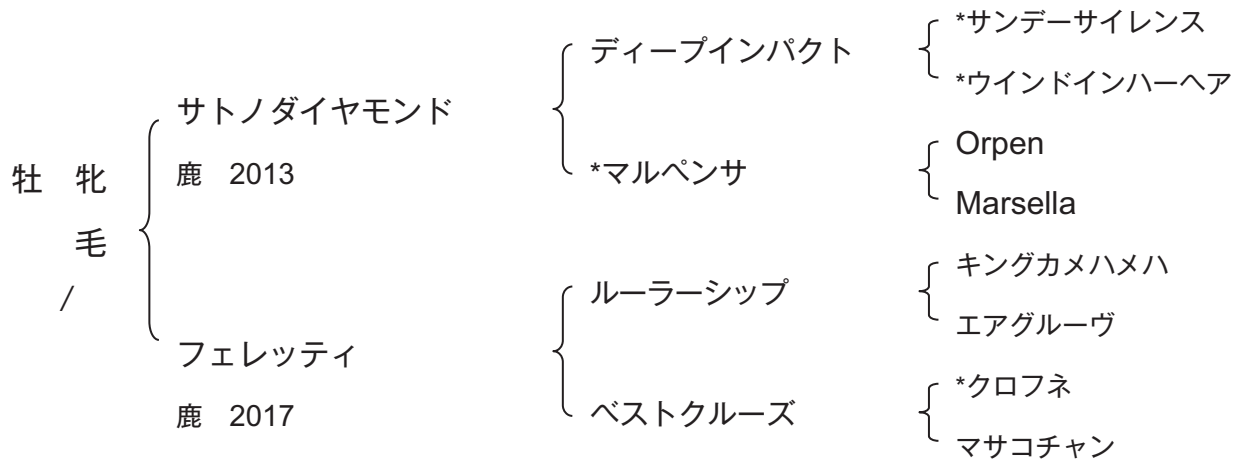 牡 牝
毛
/
サトノダイヤモンド
鹿 2013
ディープインパクト
*サンデーサイレンス
*ウインドインハーヘア
*マルペンサ
Orpen
Marsella
フェレッティ
鹿 2017
ルーラーシップ
キングカメハメハ
エアグルーヴ
ベストクルーズ
*クロフネ
マサコチャン